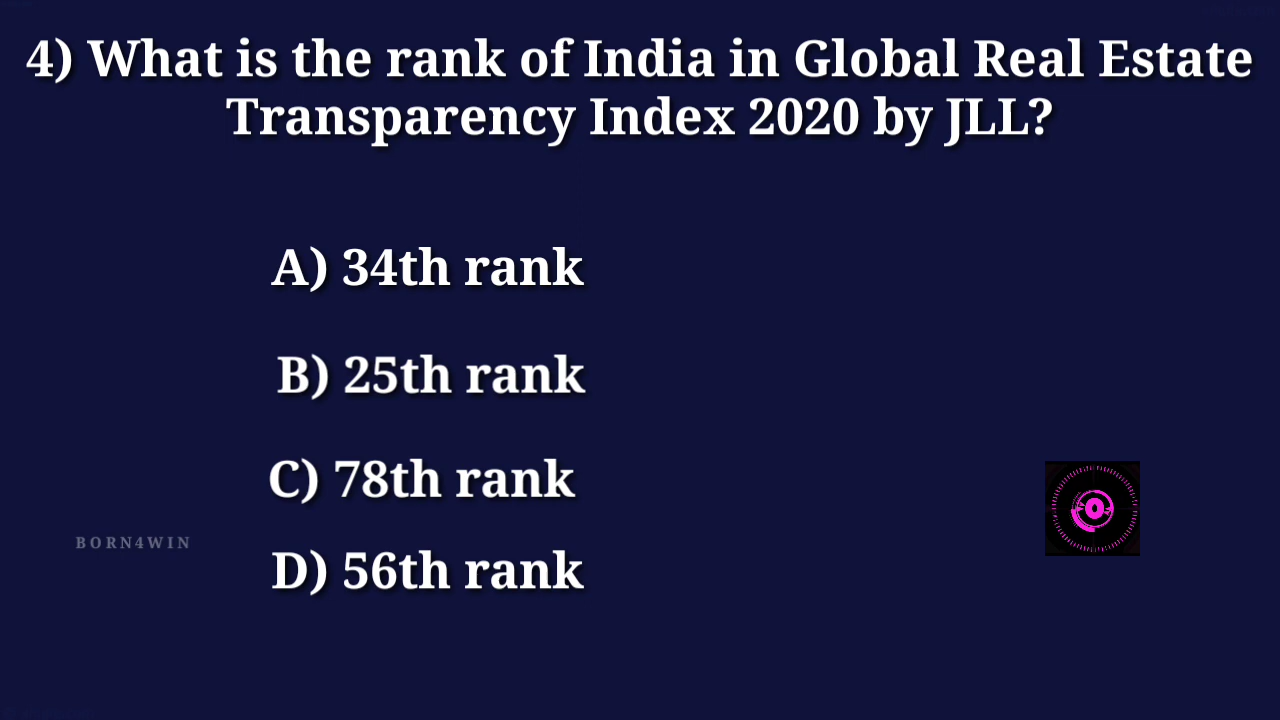 4) What is the rank of India in Global Real Estate
Transparency Index 2020 by JLL?
A) 34th rank
B) 25th rank
C) 78th rank
BORN4WIN
D) 56th rank
0